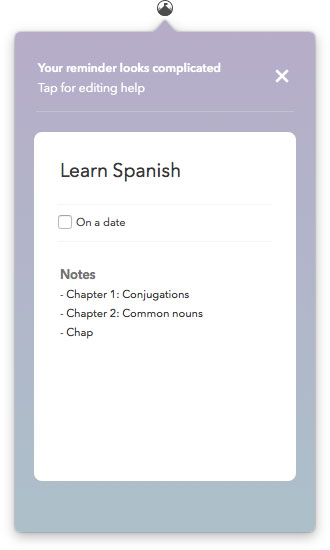 Your reminder looks complicated
Tap for editing help
Learn Spanish
On a date
Notes
- Chapter 1: Conjugations
- Chapter 2: Common nouns
- Chap